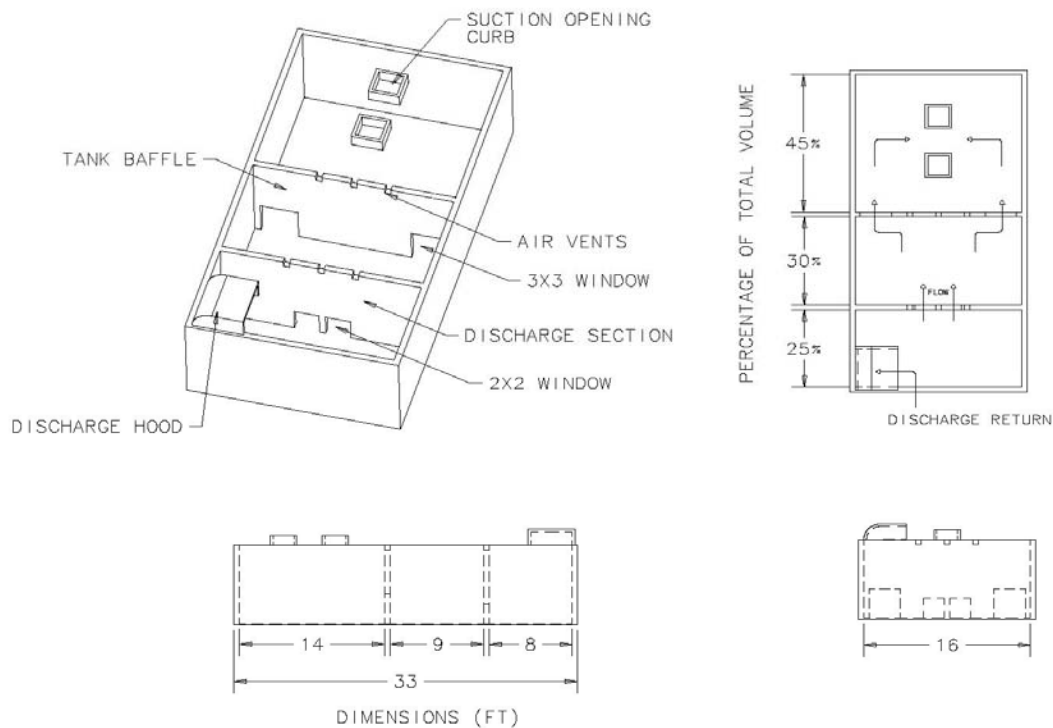 SUCTION OPENING
CURB
TANK BAFFLE
AIR VENTS
3X3 WINDOW
DISCHARGE SECTION
2X2 WINDOW
DISCHARGE HOOD
PERCENTAGE OF TOTAL VOLUME
45%
30%
FLOW
25%
DISCHARGE RETURN
14
9
8
33
DIMENSIONS (FT)
16